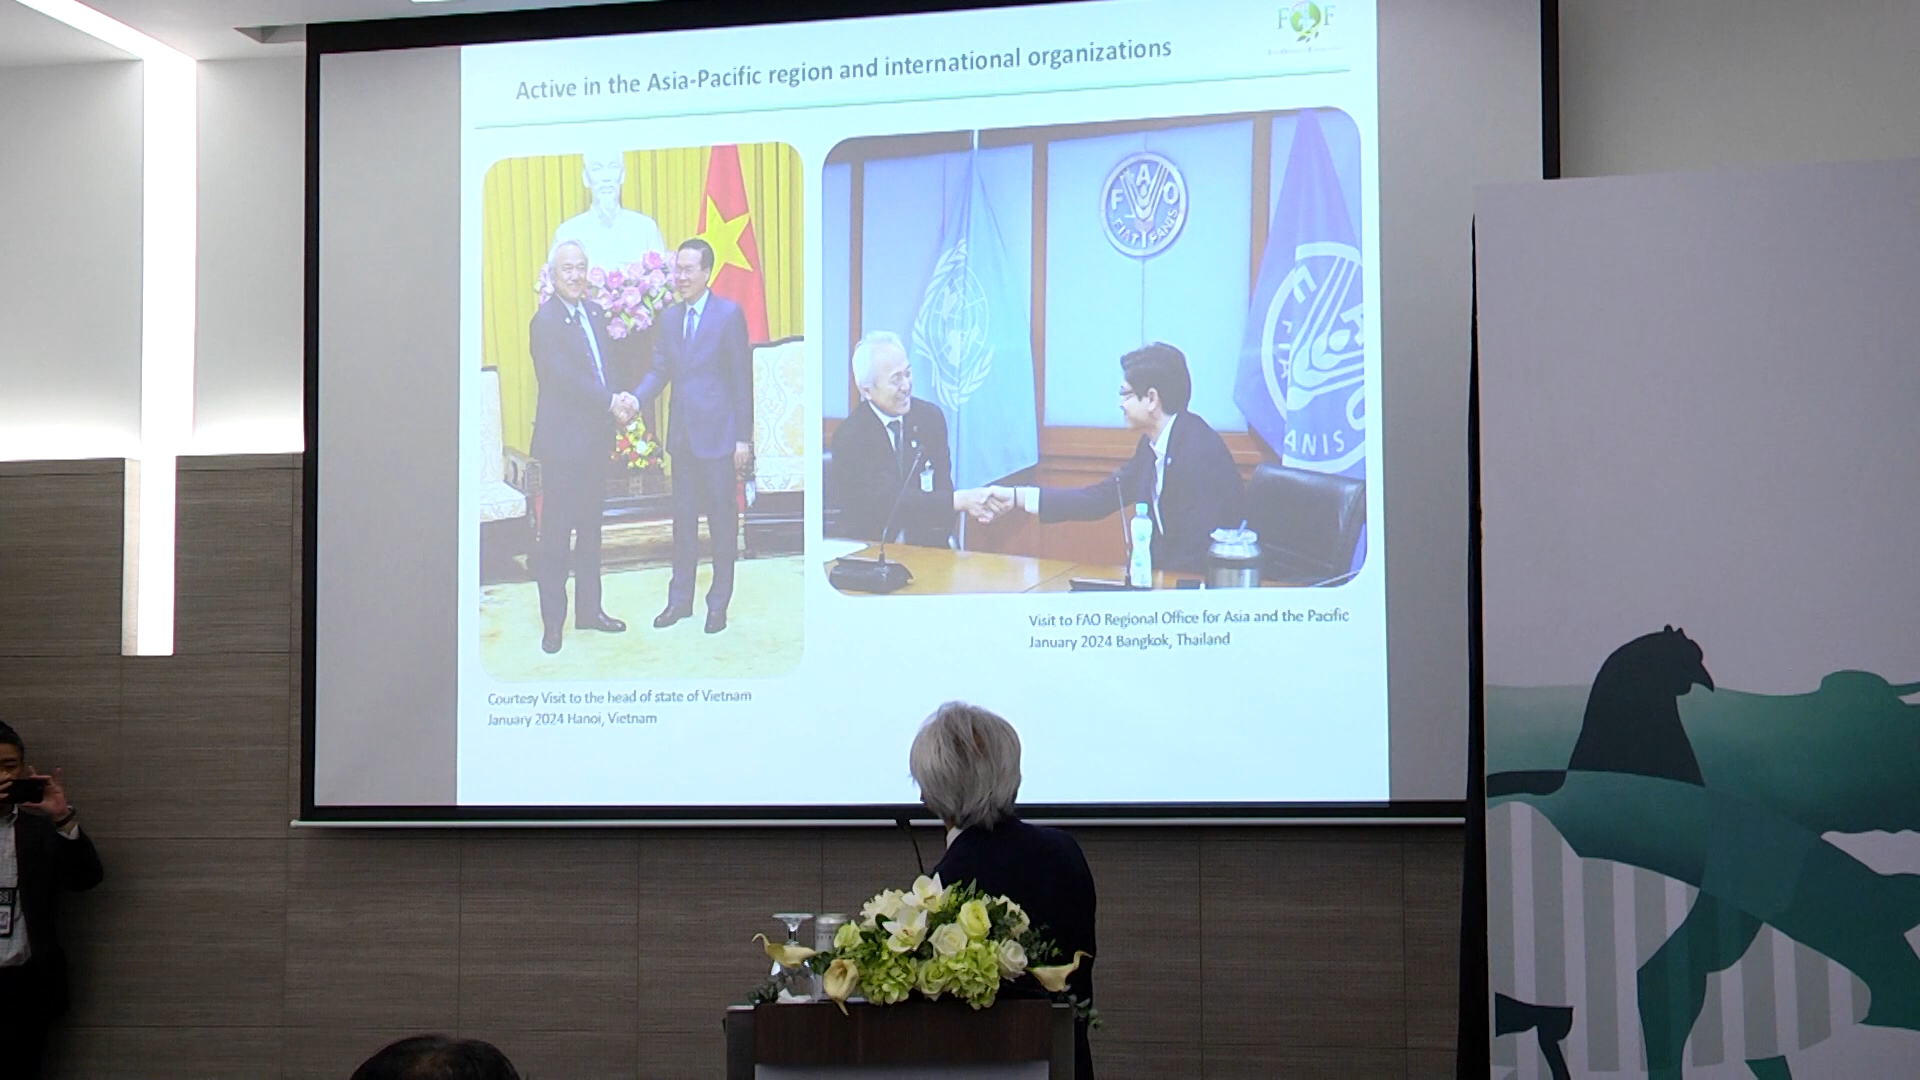 Active in the Asia-Pacific region and international organizations
F F
FAO
FIAT PANIS
F
FIA
ANIS
Visit to FAO Regional Office for Asia and the Pacific
January 2024 Bangkok, Thailand
Courtesy Visit to the head of state of Vietnam
January 2024 Hanoi, Vietnam